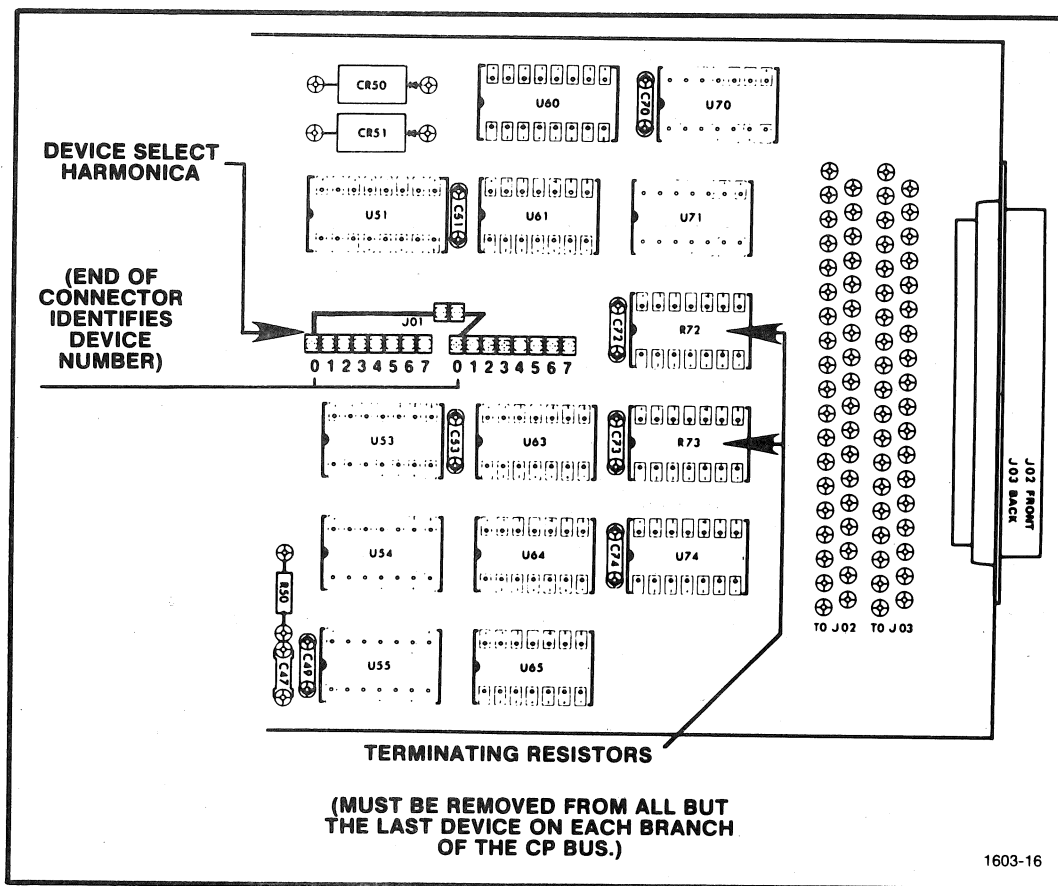 CR50
U60
C70
U70
CR51
DEVICE SELECT
HARMONICA
U51
C51
U61
U71
(END OF
CONNECTOR
IDENTIFIES
DEVICE
NUMBER)
J01
C72
R72
0 1 2 3 4 5 6 7
0 1 2 3 4 5 6 7
U53
C53
U63
C73
R73
J02 FRONT
J03 BACK
U54
U64
C74
U74
R50
TO J02 TO J03
C47
C49
U55
U65
TERMINATING RESISTORS
(MUST BE REMOVED FROM ALL BUT
THE LAST DEVICE ON EACH BRANCH
OF THE CP BUS.)
1603-16